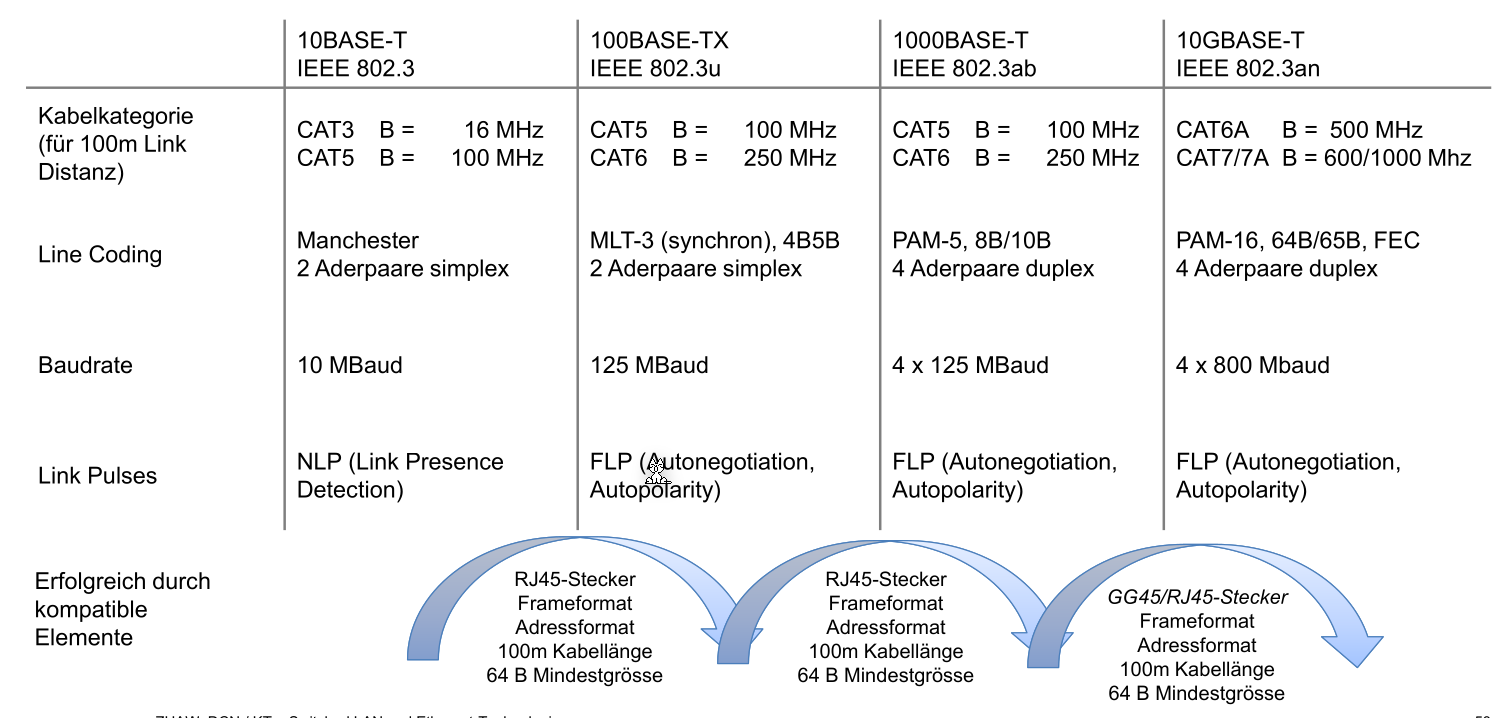 10BASE-T
IEEE 802.3
100BASE-TX
IEEE 802.3u
1000BASE-T
IEEE 802.3ab
10GBASE-T
IEEE 802.3an
Kabelkategorie
(für 100m Link
Distanz)
CAT3 B = 16 MHz
CAT5 B = 100 MHz
CAT5 B = 100 MHz
CAT6 B = 250 MHz
CAT5 B = 100 MHz
CAT6 B = 250 MHz
CAT6A B = 500 MHz
CAT7/7A B = 600/1000 Mhz
Line Coding
Manchester
2 Aderpaare simplex
MLT-3 (synchron), 4B5B
2 Aderpaare simplex
PAM-5, 8B/10B
4 Aderpaare duplex
PAM-16, 64B/65B, FEC
4 Aderpaare duplex
Baudrate
10 MBaud
125 MBaud
4 x 125 MBaud
4 x 800 Mbaud
Link Pulses
NLP (Link Presence
Detection)
FLP (Autonegotiation,
Autopolarity)
FLP (Autonegotiation,
Autopolarity)
FLP (Autonegotiation,
Autopolarity)
Erfolgreich durch
kompatible
Elemente
RJ45-Stecker
Frameformat
Adressformat
100m Kabellänge
64 B Mindestgrösse
RJ45-Stecker
Frameformat
Adressformat
100m Kabellänge
64 B Mindestgrösse
GG45/RJ45-Stecker
Frameformat
Adressformat
100m Kabellänge
64 B Mindestgrösse